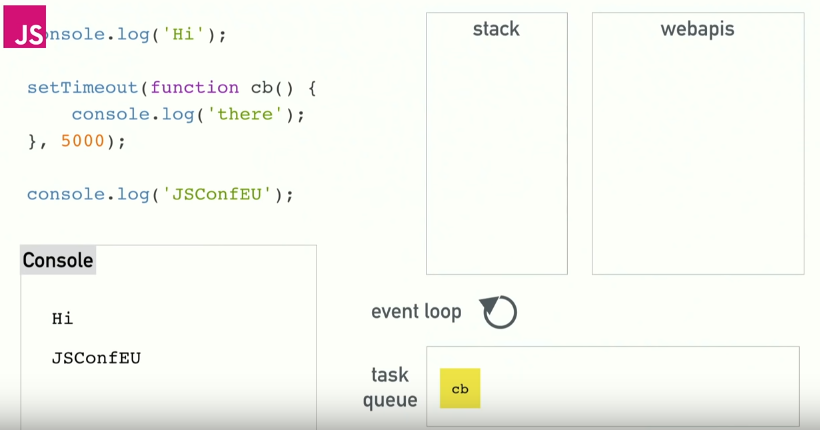 JS
console.log('Hi');
setTimeout(function cb() {
    console.log('there');
}, 5000);
console.log('JSConfEU');
Console
Hi
JSConfEU
stack
webapis
event loop
task
queue
cb